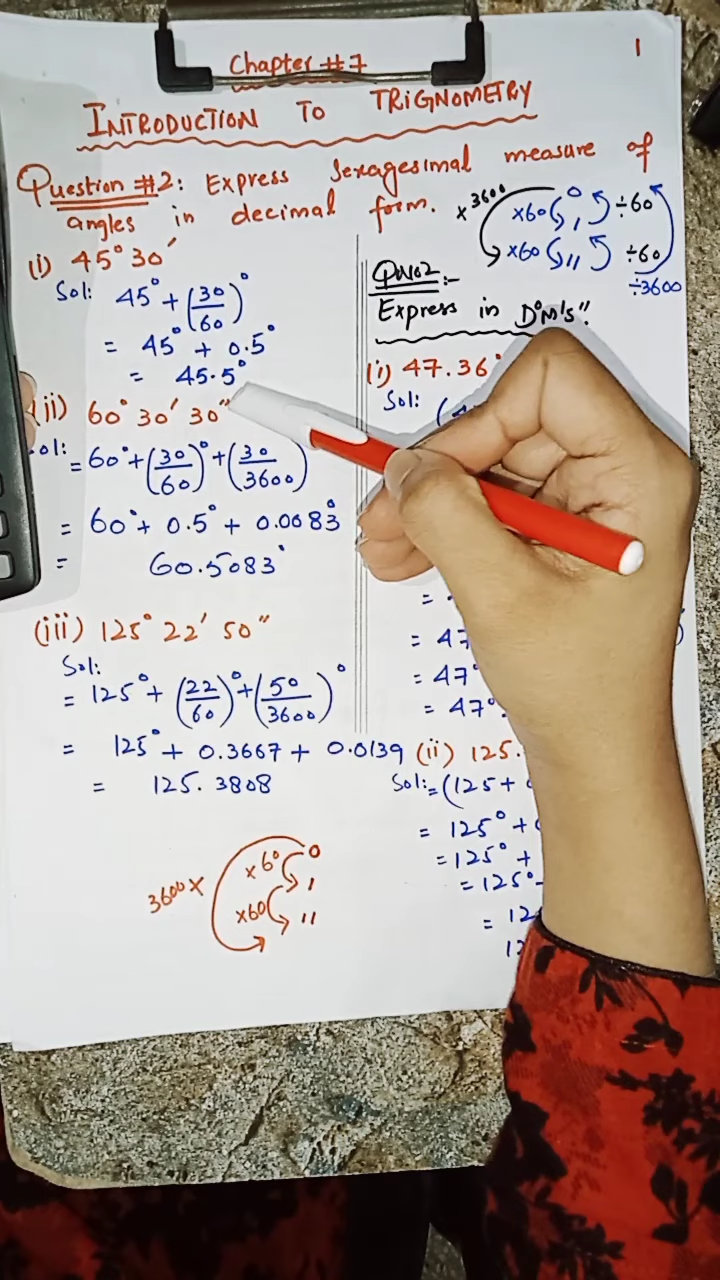 Chapter #7
1
INTRODUCTION TO TRIGNOMETRY
Question #2: Express Sexagesimal measure of
angles in decimal form.
×3600 ×60 ° ÷60
′
×60 ″ ÷60
÷3600
(i) 45° 30′
Sol: 45° + (30/60)°
= 45° + 0.5°
= 45.5°
(ii) 60° 30′ 30″
ol: = 60° + (30/60)° + (30/3600)
= 60° + 0.5° + 0.0083°
= 60.5083°
(iii) 125° 22′ 50″
Sol:
= 125° + (22/60)° + (50/3600)°
= 125° + 0.3667 + 0.0139
= 125.3808
3600× ×60 °
′
×60 ″
QNo2:-
Express in D°M′S″.
(i) 47.36°
Sol: (
=
= 47
= 47°
= 47°
(ii) 125.
Sol: = (125 +
= 125° +
= 125° +
= 125°
= 12
12